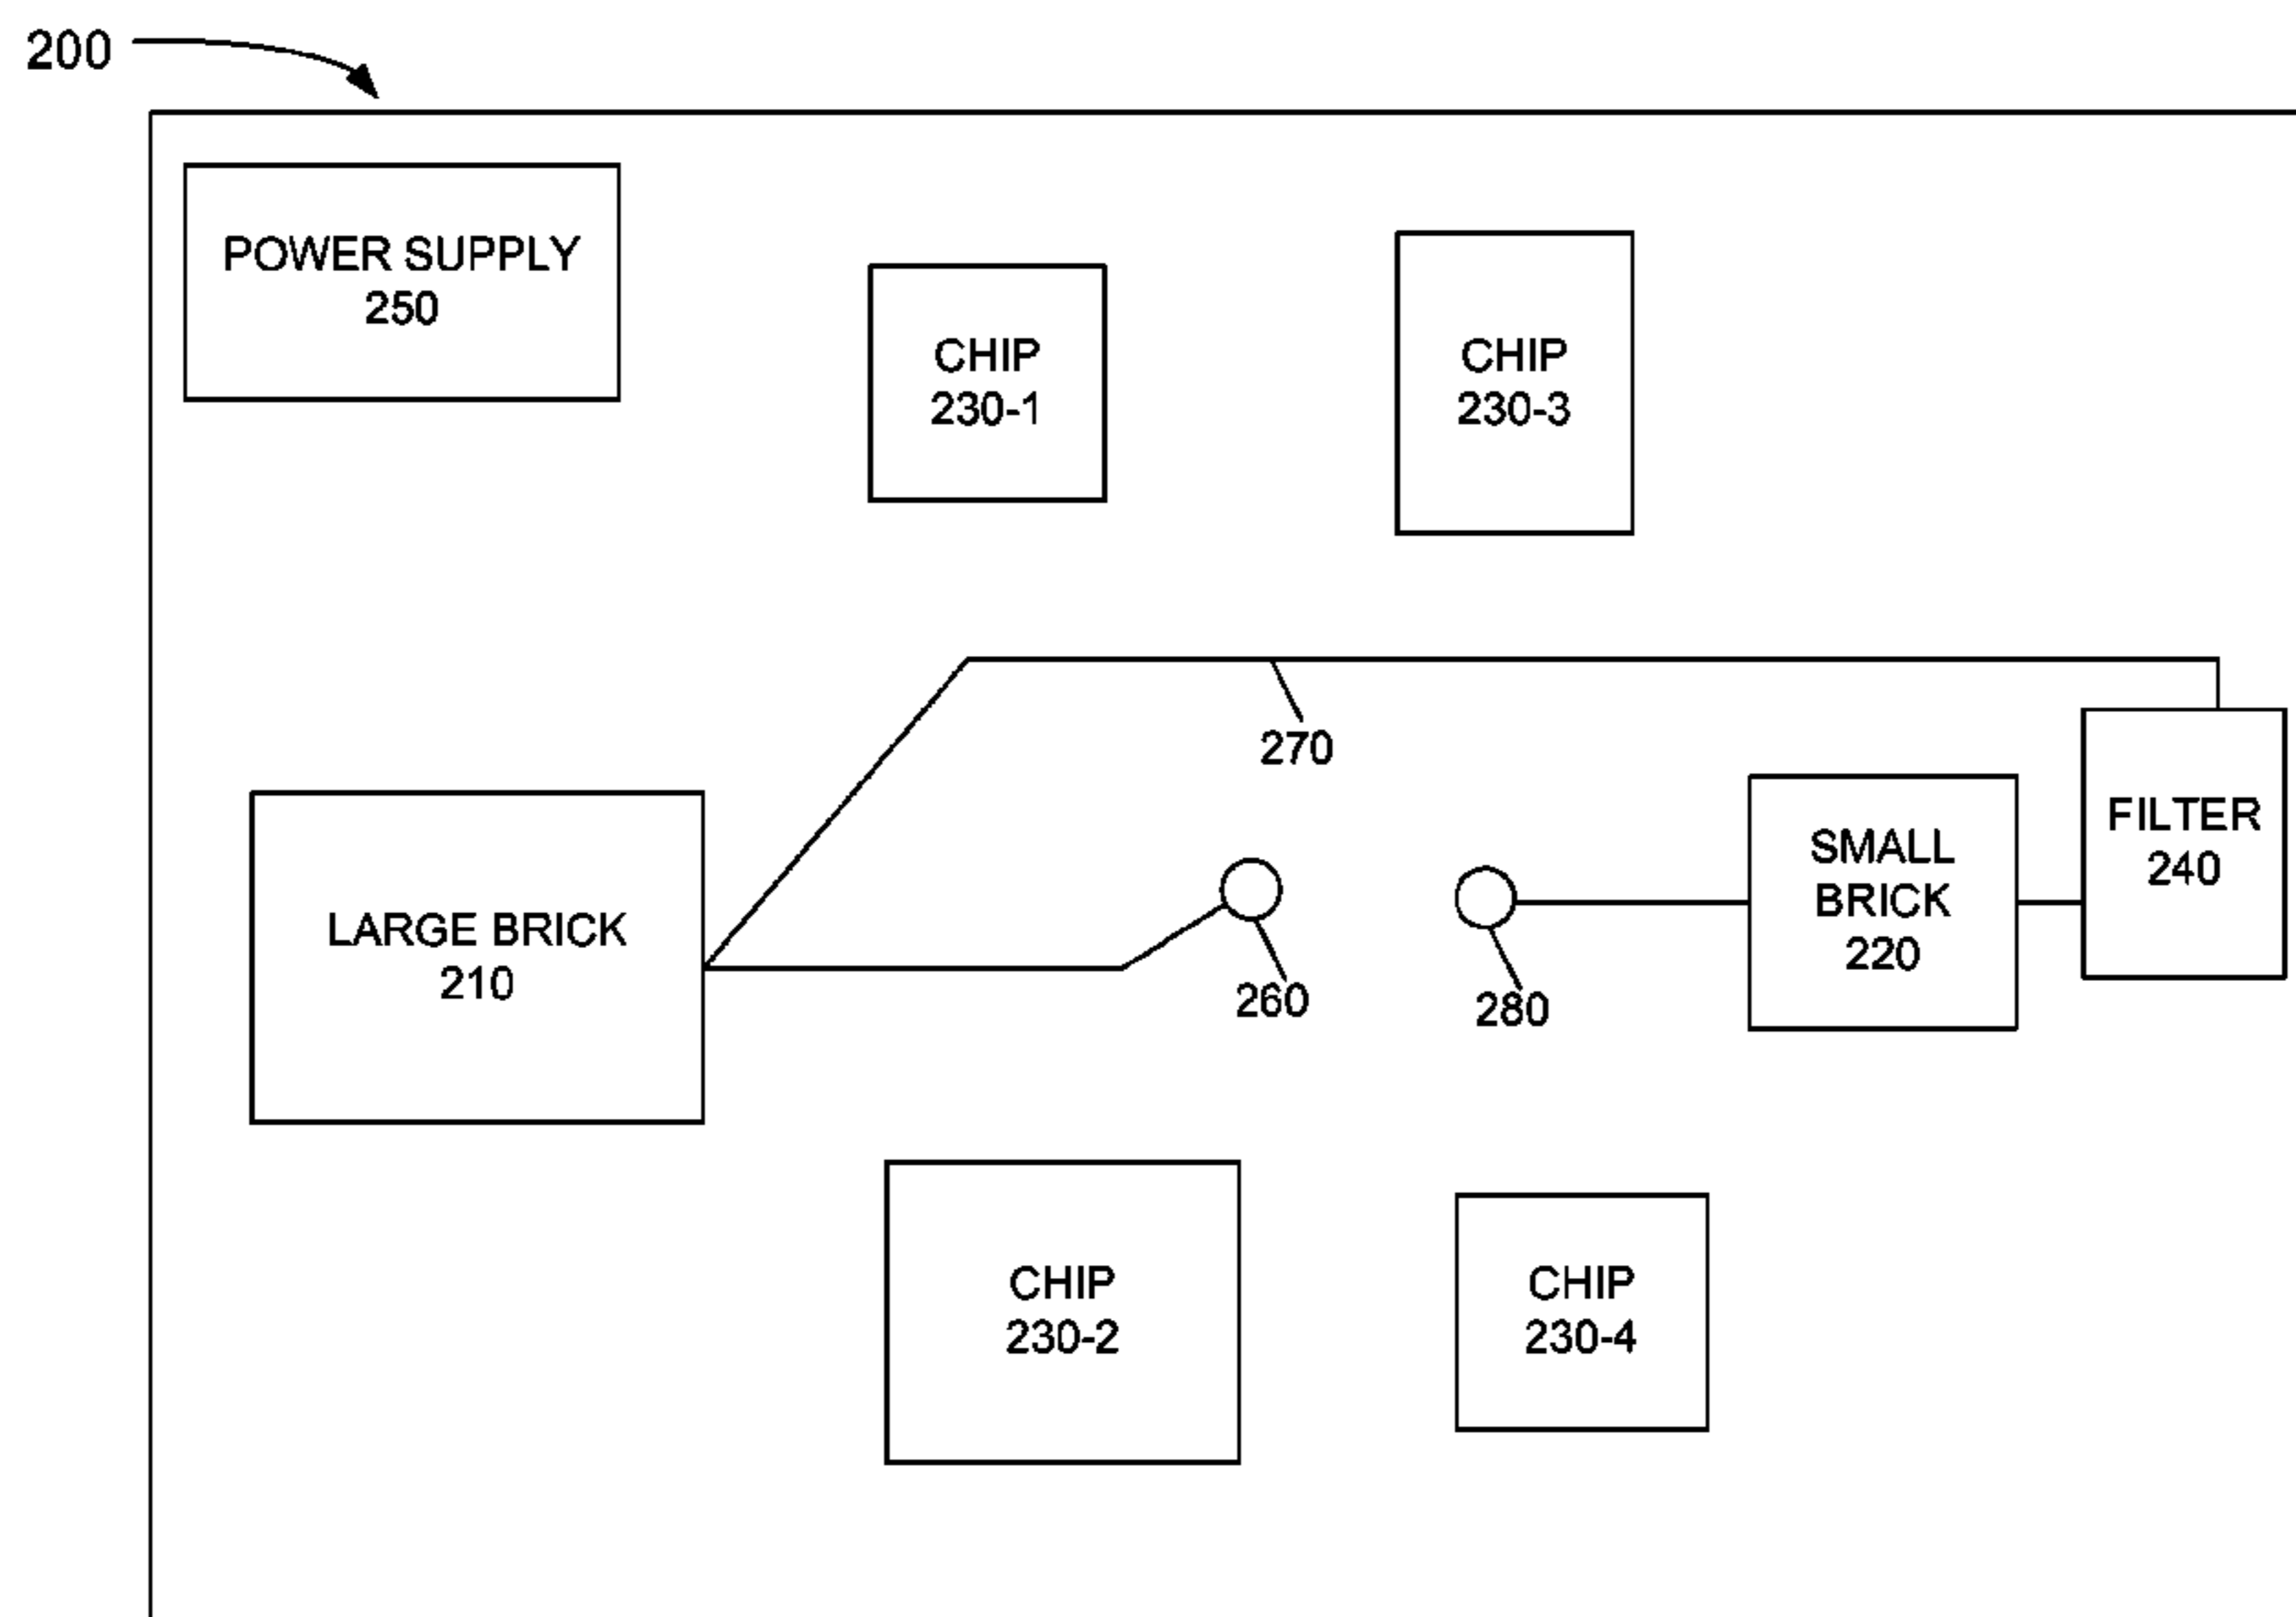 200
POWER SUPPLY
250
CHIP
230-1
CHIP
230-3
270
LARGE BRICK
210
260
280
SMALL
BRICK
220
FILTER
240
CHIP
230-2
CHIP
230-4